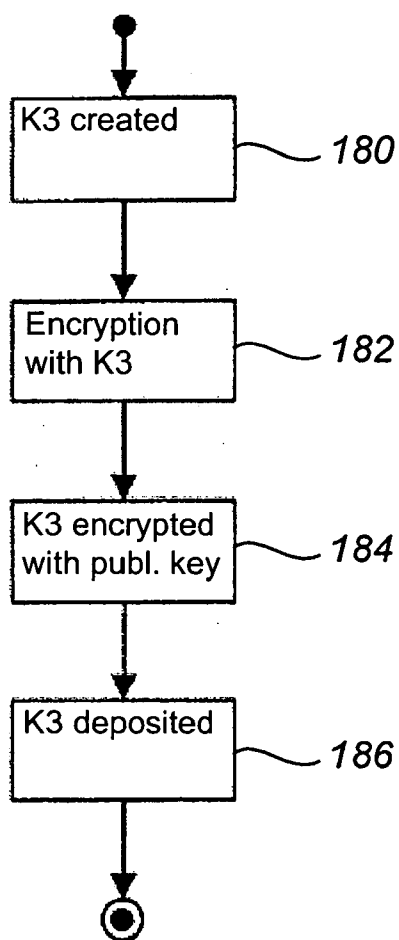 K3 created
180
Encryption
with K3
182
K3 encrypted
with publ. key
184
K3 deposited
186